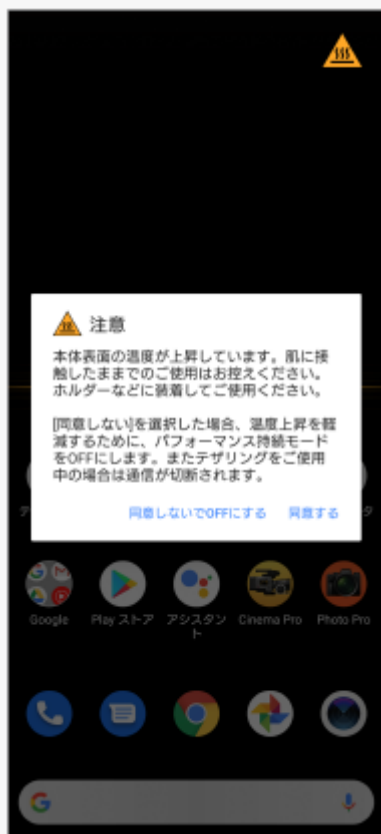 注意
本体表面の温度が上昇しています。肌に接
触したままでのご使用はお控えください。
ホルダーなどに装着してご使用ください。
[同意しない]を選択した場合、温度上昇を軽
減するために、パフォーマンス持続モード
をOFFにします。またテザリングをご使用
中の場合は通信が切断されます。
同意しないでOFFにする 同意する
Google Play ストア アシスタン
ト Cinema Pro Photo Pro
G